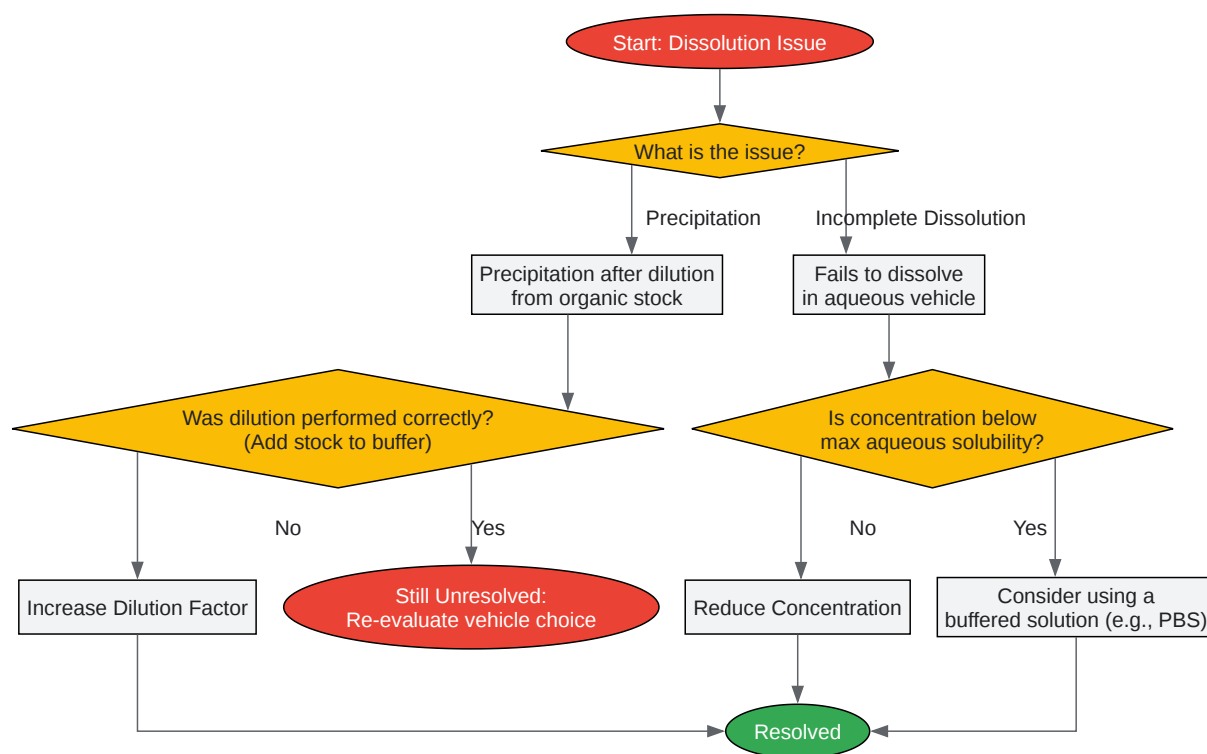 Start: Dissolution Issue
What is the issue?
Precipitation
Incomplete Dissolution
Precipitation after dilution
from organic stock
Fails to dissolve
in aqueous vehicle
Was dilution performed correctly?
(Add stock to buffer)
Is concentration below
max aqueous solubility?
No
Yes
No
Yes
Increase Dilution Factor
Still Unresolved:
Re-evaluate vehicle choice
Reduce Concentration
Consider using a
buffered solution (e.g., PBS)
Resolved